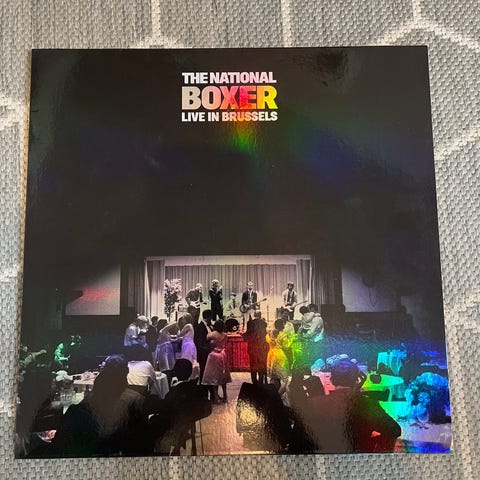 THE NATIONAL
BOXER
LIVE IN BRUSSELS